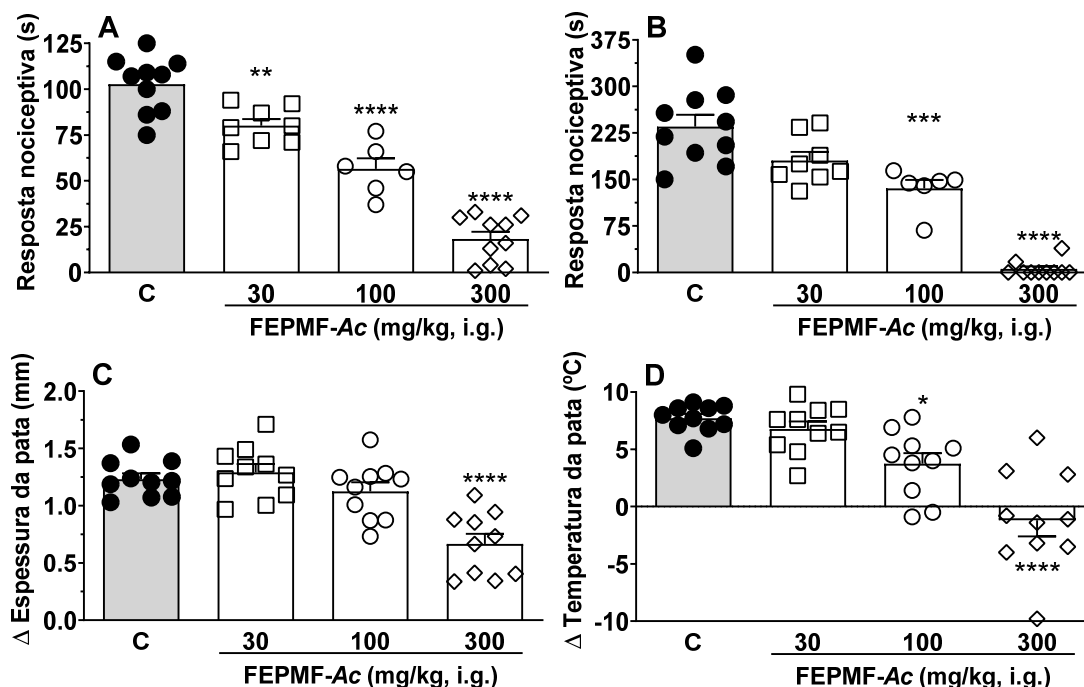 A
Resposta nociceptiva (s)
125
100
75
50
25
0
**
****
****
C
30
100
300
FEPMF-Ac (mg/kg, i.g.)
B
Resposta nociceptiva (s)
375
300
225
150
75
0
***
****
C
30
100
300
FEPMF-Ac (mg/kg, i.g.)
C
Δ Espessura da pata (mm)
2.0
1.5
1.0
0.5
0.0
****
C
30
100
300
FEPMF-Ac (mg/kg, i.g.)
D
Δ Temperatura da pata (ºC)
10
5
0
-5
-10
*
****
C
30
100
300
FEPMF-Ac (mg/kg, i.g.)